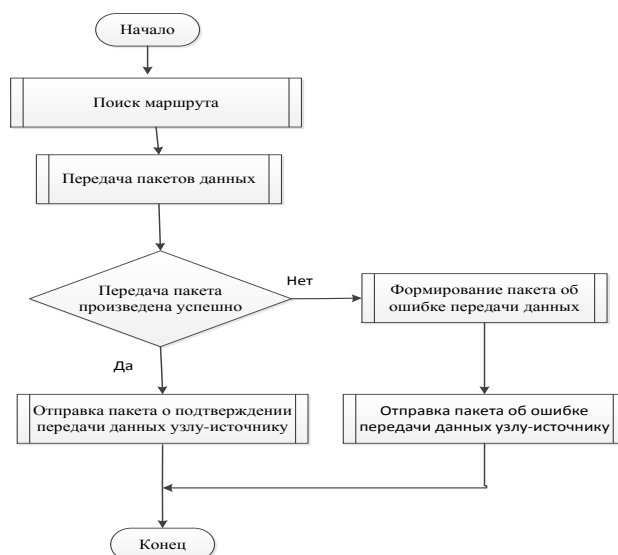 Начало
Поиск маршрута
Передача пакетов данных
Передача пакета
произведена успешно
Нет
Формирование пакета об
ошибке передачи данных
Да
Отправка пакета о подтверждении
передачи данных узлу-источнику
Отправка пакета об ошибке
передачи данных узлу-источнику
Конец